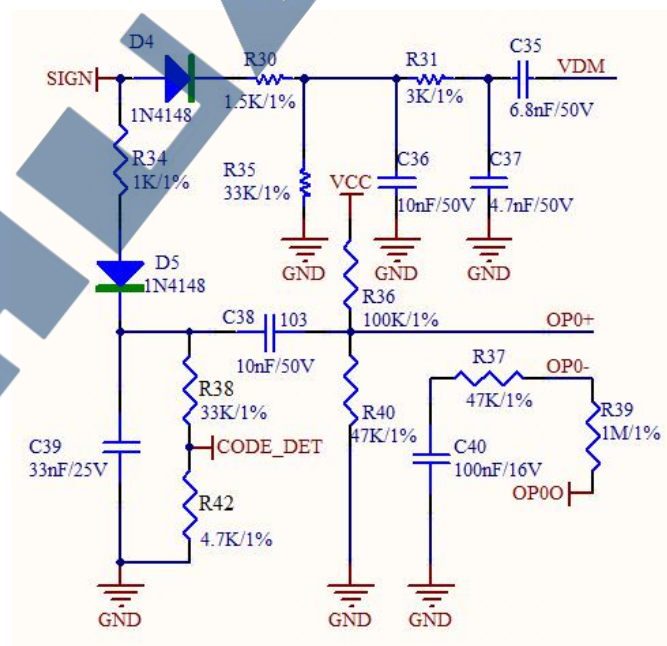 D4
SIGN
1N4148
R30
1.5K/1%
R31
3K/1%
C35
VDM
6.8nF/50V
R34
1K/1%
R35
33K/1%
VCC
C36
10nF/50V
C37
4.7nF/50V
GND
GND
GND
D5
1N4148
R36
100K/1%
C38
103
10nF/50V
OP0+
R38
33K/1%
CODE_DET
R40
47K/1%
R37
47K/1%
OP0-
R39
1M/1%
C39
33nF/25V
C40
100nF/16V
OP0O
R42
4.7K/1%
GND
GND
GND